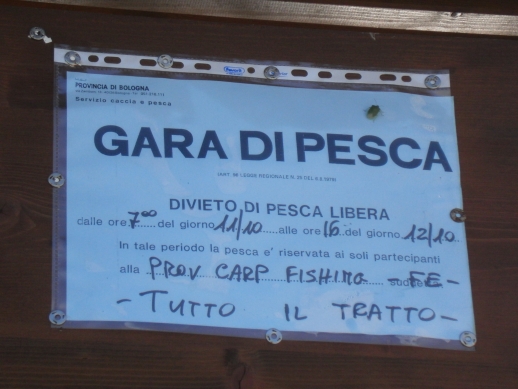 PROVINCIA DI BOLOGNA
Servizio caccia e pesca
GARA DI PESCA
DIVIETO DI PESCA LIBERA
dalle ore 7⁰⁰ del giorno 11/10 alle ore 16 del giorno 12/10
In tale periodo la pesca e' riservata ai soli partecipanti
alla PROV CARP FISHING - FE -
- TUTTO IL TRATTO -